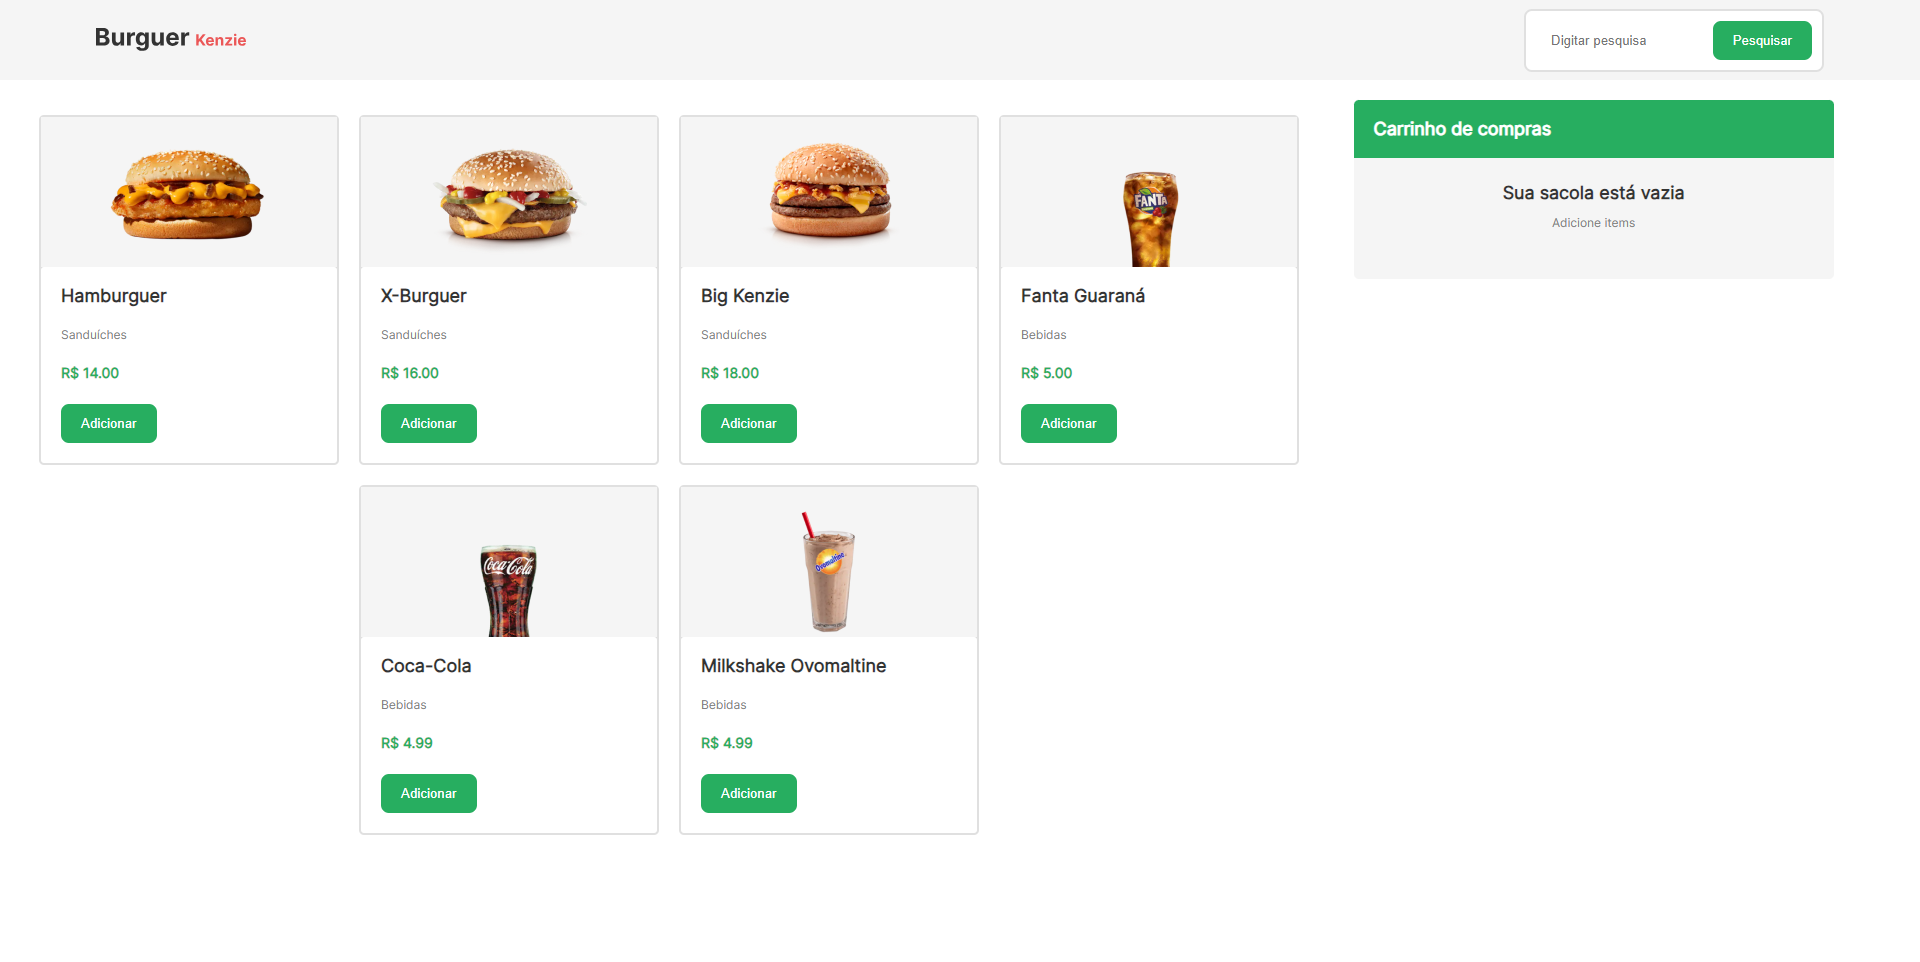 Burguer Kenzie
Digitar pesquisa
Pesquisar
FANTA
Hamburguer
Sanduíches
R$ 14.00
Adicionar
X-Burguer
Sanduíches
R$ 16.00
Adicionar
Big Kenzie
Sanduíches
R$ 18.00
Adicionar
Fanta Guaraná
Bebidas
R$ 5.00
Adicionar
Coca-Cola
Coca-Cola
Bebidas
R$ 4.99
Adicionar
Ovomaltine
Milkshake Ovomaltine
Bebidas
R$ 4.99
Adicionar
Carrinho de compras
Sua sacola está vazia
Adicione items